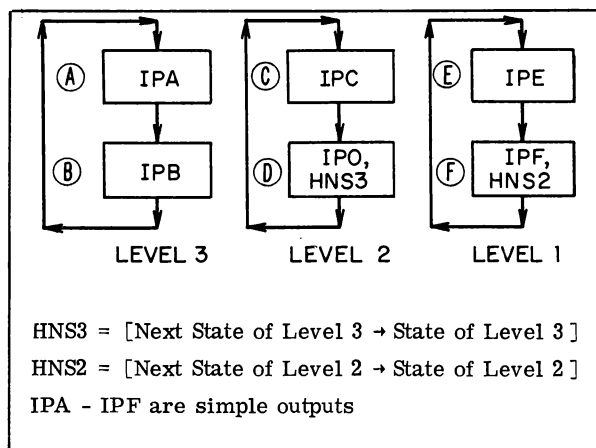 A IPA C IPC E IPE
B IPB D IPO, HNS3 F IPF, HNS2
LEVEL 3 LEVEL 2 LEVEL 1
HNS3 = [Next State of Level 3 → State of Level 3]
HNS2 = [Next State of Level 2 → State of Level 2]
IPA - IPF are simple outputs